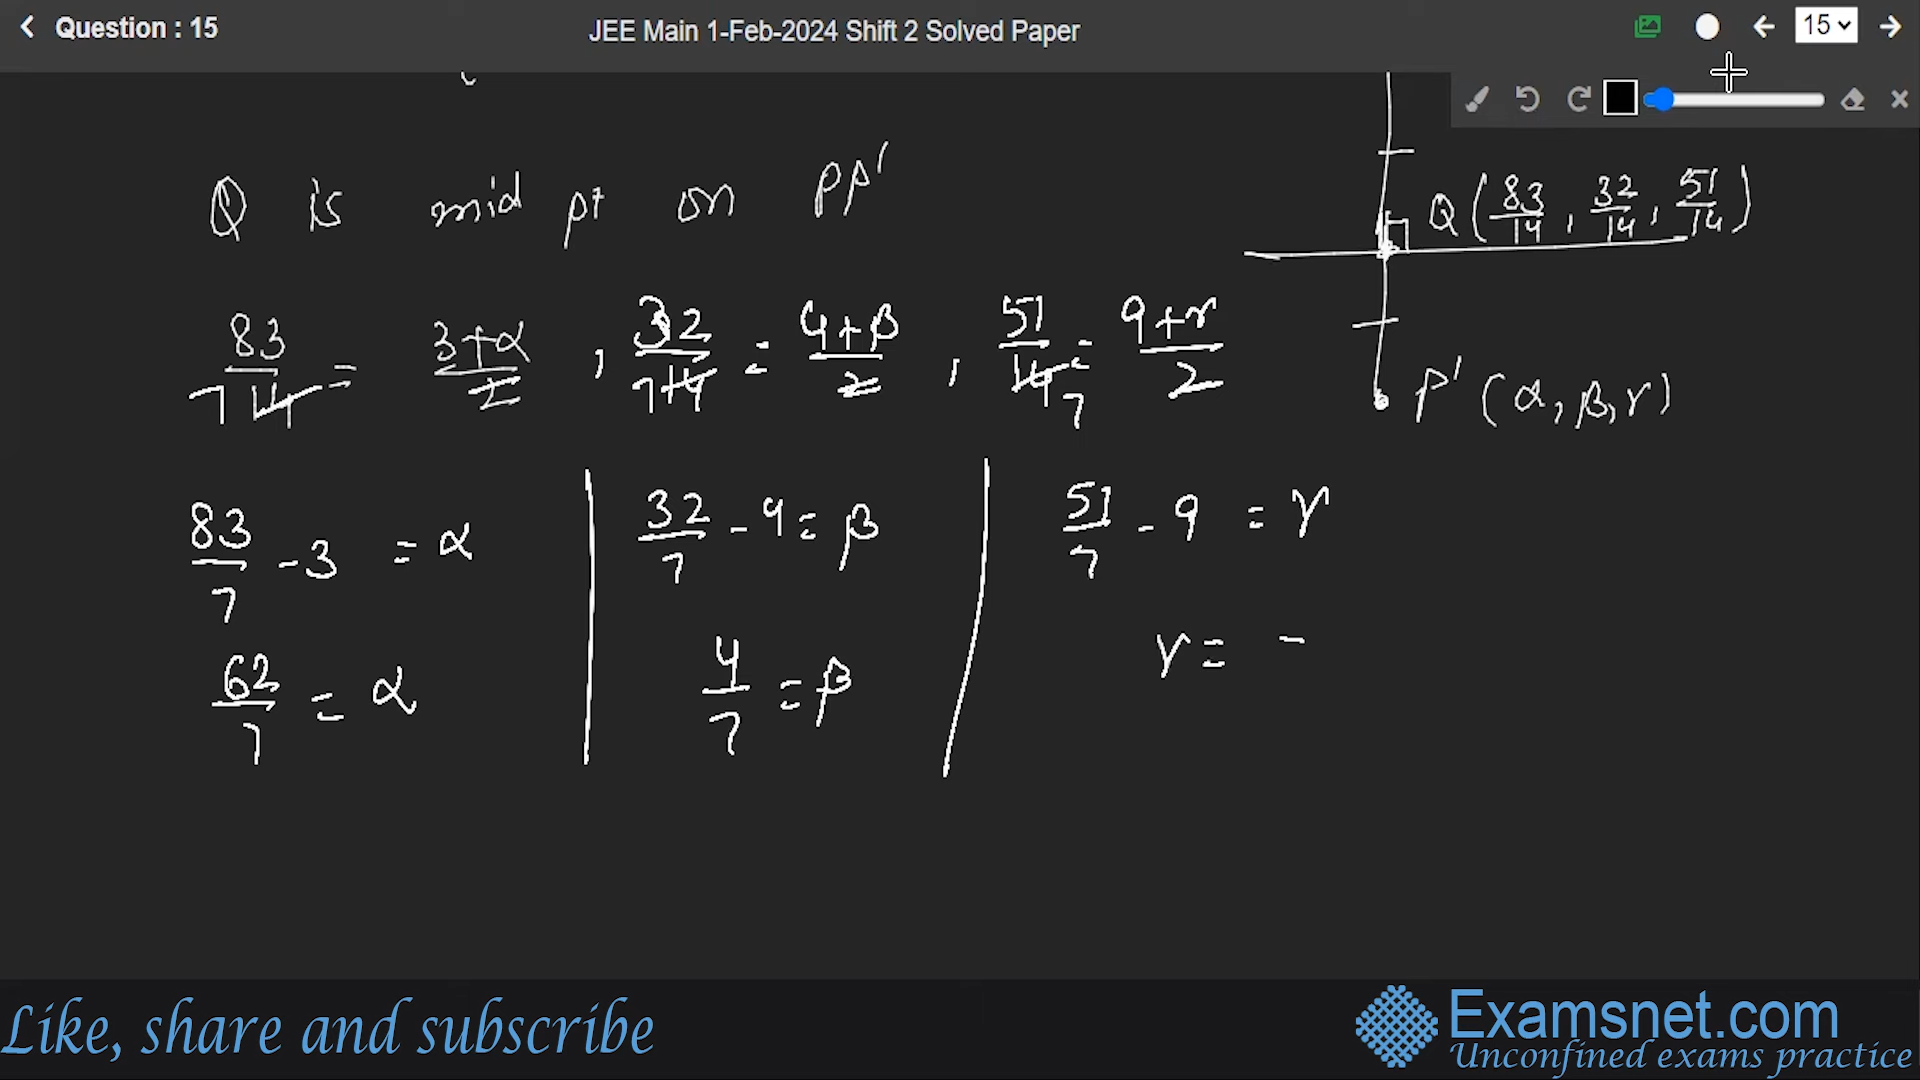 Question : 15
JEE Main 1-Feb-2024 Shift 2 Solved Paper
15
Q is mid pt on PP'
Q (83/14, 32/14, 51/14)
83/14 = 3+α/2 , 32/14 = 4+β/2 , 51/14 = 9+r/2
7 7 7
P' (α, β, r)
83/7 - 3 = α
32/7 - 4 = β
51/7 - 9 = r
62/7 = α
4/7 = β
r = -
Like, share and subscribe
Examsnet.com
Unconfined exams practice